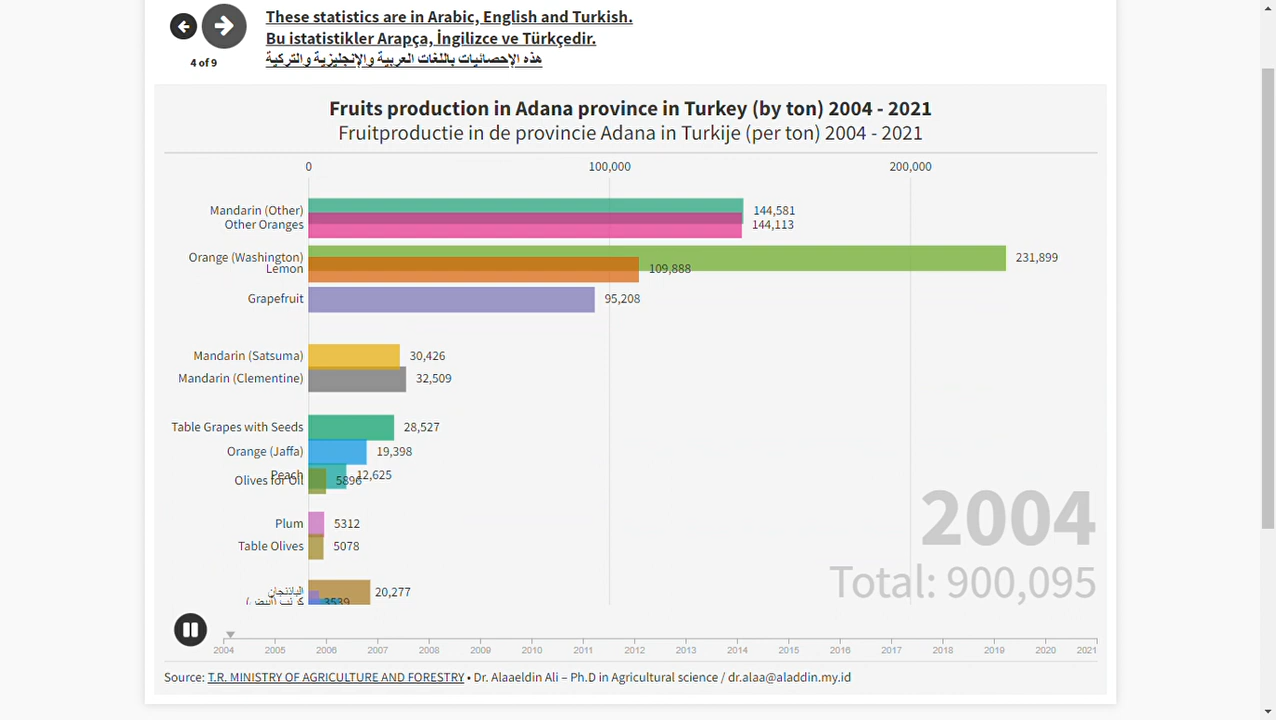 These statistics are in Arabic, English and Turkish.
Bu istatistikler Arapça, İngilizce ve Türkçedir.
هذه الإحصائيات باللغات العربية والإنجليزية والتركية
4 of 9
Fruits production in Adana province in Turkey (by ton) 2004 - 2021
Fruitproductie in de provincie Adana in Turkije (per ton) 2004 - 2021
0 100,000 200,000
Mandarin (Other) 144,581
Other Oranges 144,113
Orange (Washington) 231,899
Lemon 109,888
Grapefruit 95,208
Mandarin (Satsuma) 30,426
Mandarin (Clementine) 32,509
Table Grapes with Seeds 28,527
Orange (Jaffa) 19,398
Peach 12,625
Olives for Oil 5896
Plum 5312
Table Olives 5078
2004
Total: 900,095
الباذنجان 20,277
كرنب (أبيض) 3539
2004 2005 2006 2007 2008 2009 2010 2011 2012 2013 2014 2015 2016 2017 2018 2019 2020 2021
Source: T.R. MINISTRY OF AGRICULTURE AND FORESTRY • Dr. Alaaeldin Ali – Ph.D in Agricultural science / dr.alaa@aladdin.my.id